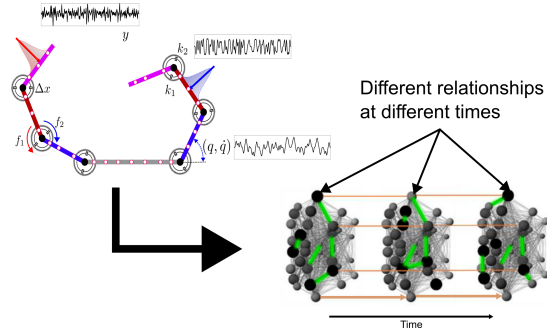 y
k₂
Δx
k₁
f₂
f₁
(q, q̇)
Different relationships
at different times
Time